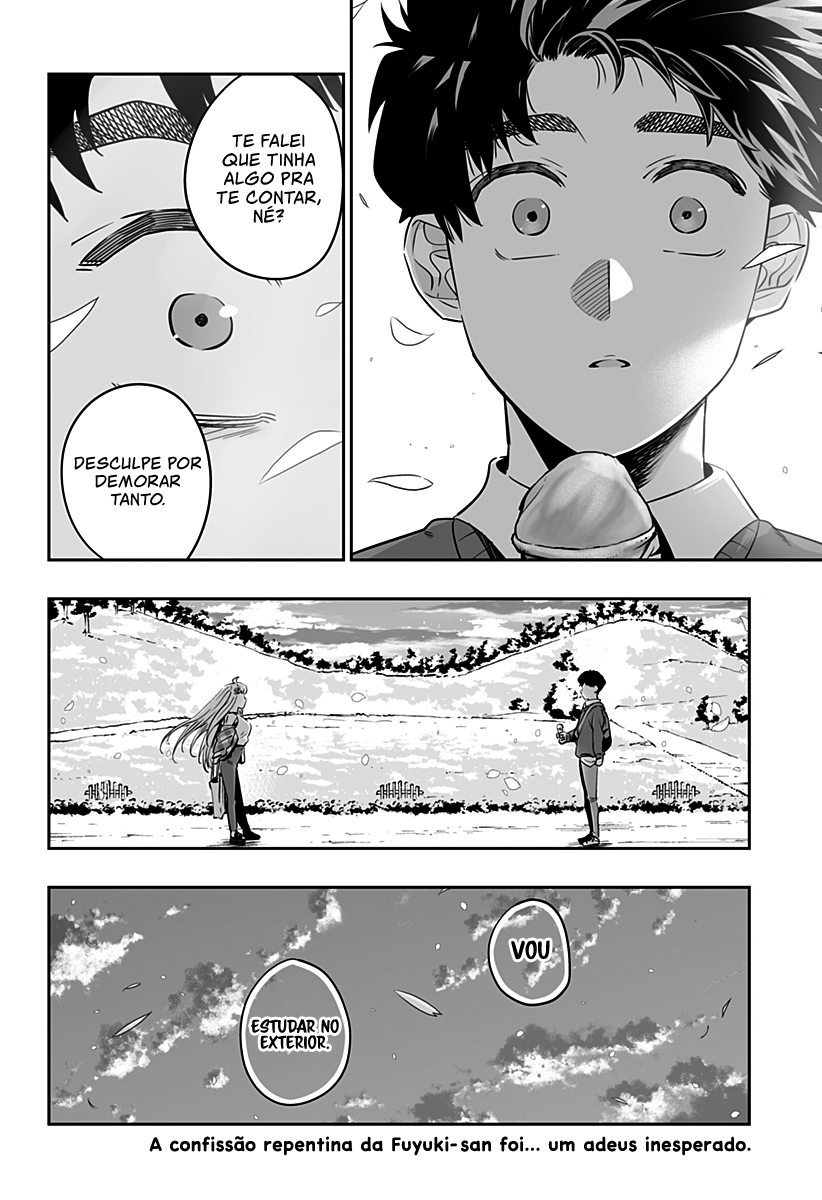 TE FALEI
QUE TINHA
ALGO PRA
TE CONTAR,
NÉ?
DESCULPE POR
DEMORAR
TANTO.
VOU
ESTUDAR NO
EXTERIOR.
A confissão repentina da Fuyuki-san foi... um adeus inesperado.